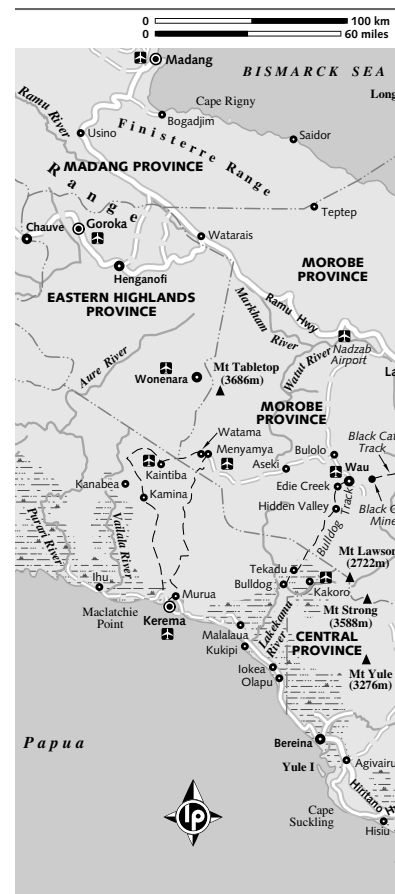 0 100 km
0 60 miles
Madang
BISMARCK SEA
Cape Rigny
Long
Ramu River
Bogadjim
Usino
Finisterre Range
Saidor
MADANG PROVINCE
Range
Teptep
Chauve
Goroka
Watarais
Henganofi
MOROBE
PROVINCE
EASTERN HIGHLANDS
PROVINCE
Ramu Hwy
Markham River
Watut River
Nadzab
Airport
Aure River
Mt Tabletop
(3686m)
La
Wonenara
MOROBE
PROVINCE
Watama
Menyamya
Bulolo
Black Cat
Track
Kaintiba
Aseki
Wau
Kanabea
Edie Creek
Kamina
Black C
Mine
Hidden Valley
Bulldog Track
Purari River
Vailala River
Mt Lawson
(2722m)
Tekadu
Ihu
Bulldog
Kakoro
Murua
Mt Strong
(3588m)
Maclatchie
Point
Kerema
Lakekamu
River
Malalaua
CENTRAL
PROVINCE
Kukipi
Iokea
Mt Yule
(3276m)
Olapu
Papua
Bereina
Yule I
Agivairu
Hiritano H
Cape
Suckling
Hisiu
lp